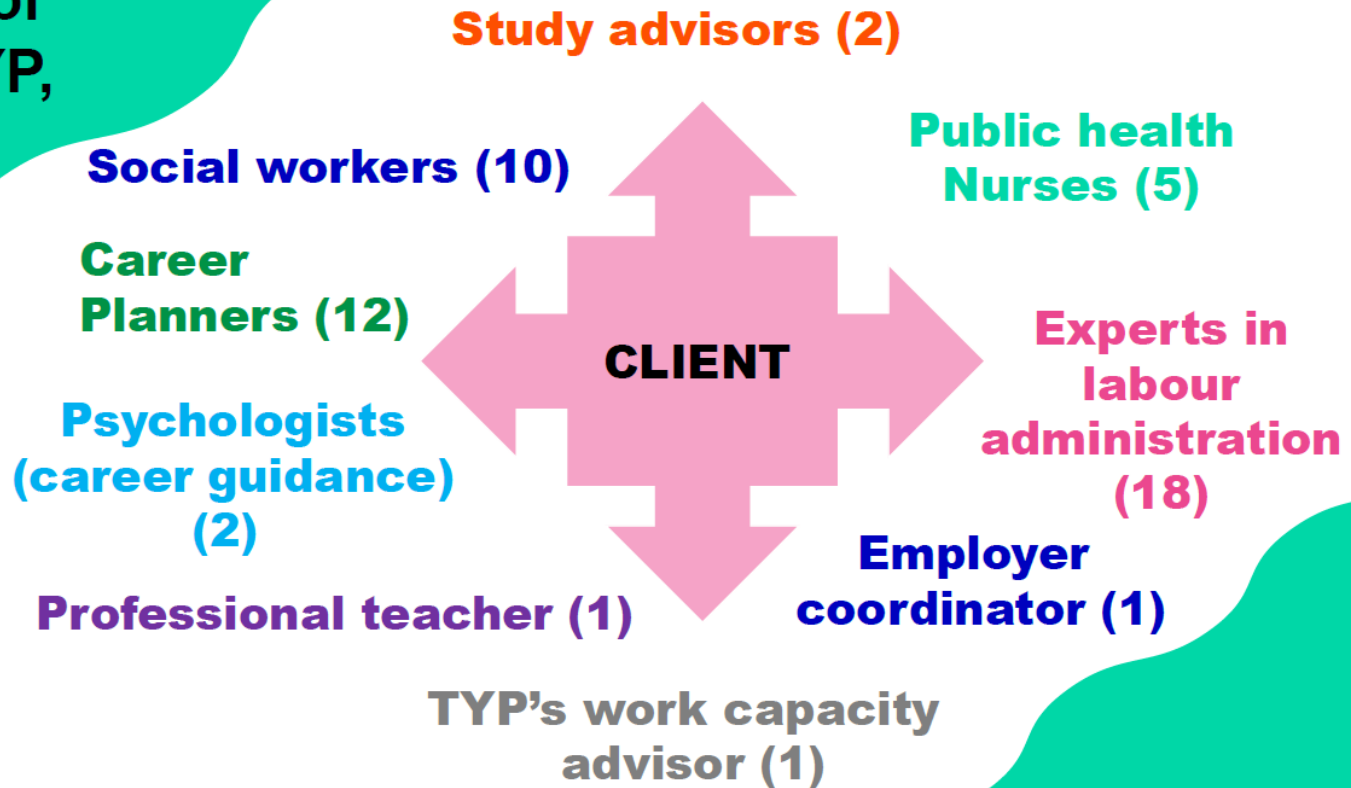 YP,
Study advisors (2)
Social workers (10)
Public health
Nurses (5)
Career
Planners (12)
CLIENT
Experts in
labour
administration
(18)
Psychologists
(career guidance)
(2)
Employer
coordinator (1)
Professional teacher (1)
TYP’s work capacity
advisor (1)